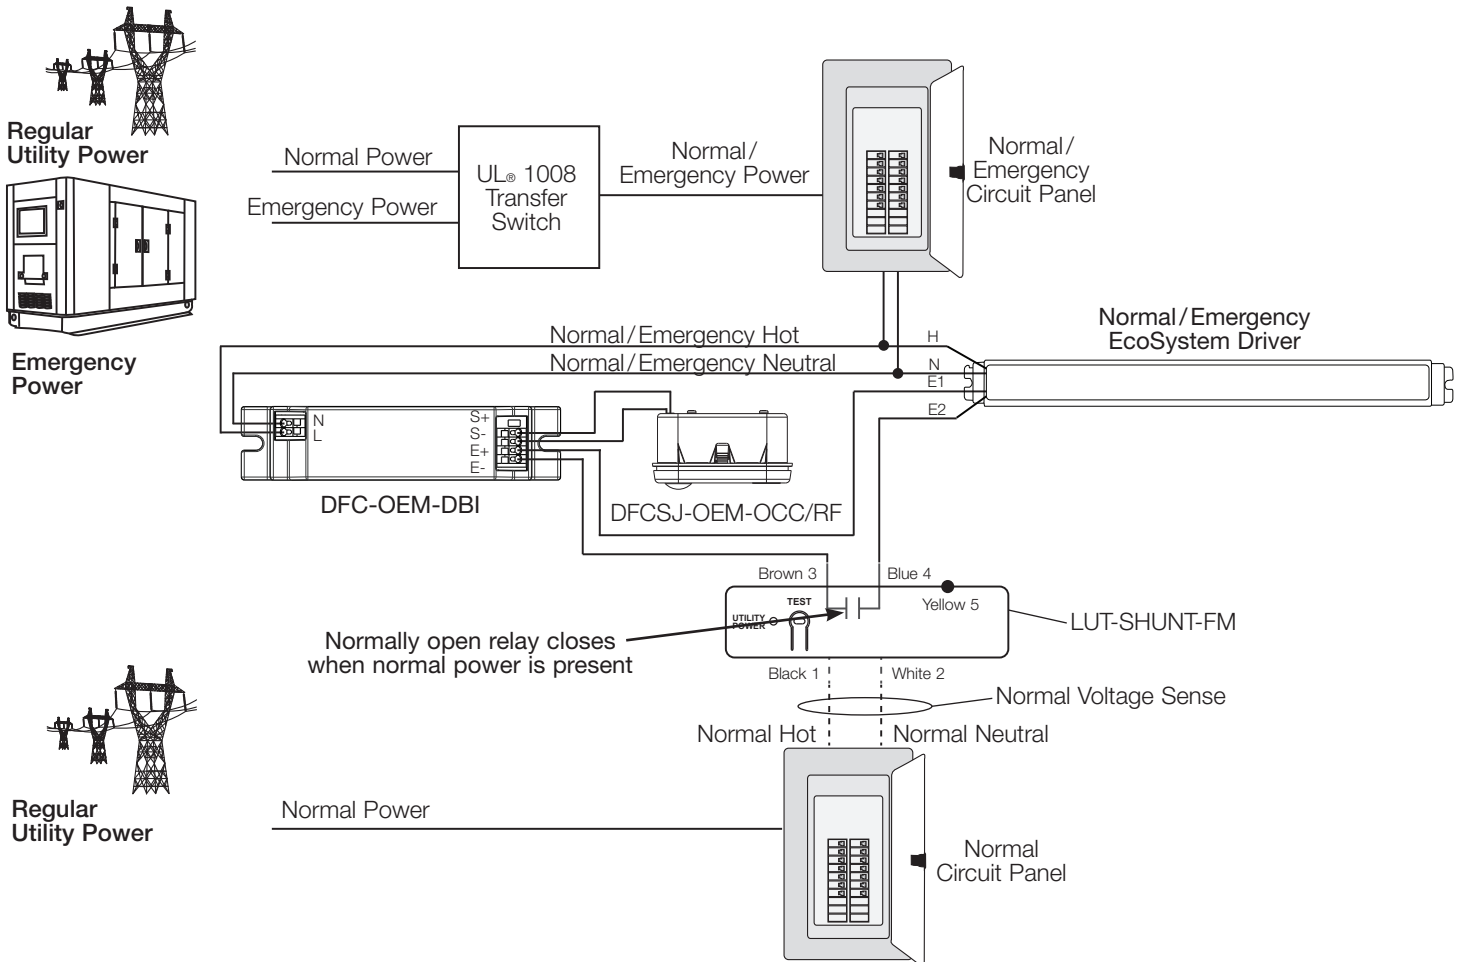 Regular
Utility Power
Normal Power
Emergency Power
UL® 1008
Transfer
Switch
Normal/
Emergency Power
Normal/
Emergency
Circuit Panel
Emergency
Power
Normal/Emergency Hot
Normal/Emergency Neutral
H
N
E1
E2
Normal/Emergency
EcoSystem Driver
N
L
S+
S-
E+
E-
DFC-OEM-DBI
DFCSJ-OEM-OCC/RF
Brown 3
Blue 4
Yellow 5
TEST
UTILITY
POWER
LUT-SHUNT-FM
Normally open relay closes
when normal power is present
Black 1
White 2
Normal Voltage Sense
Normal Hot
Normal Neutral
Regular
Utility Power
Normal Power
Normal
Circuit Panel